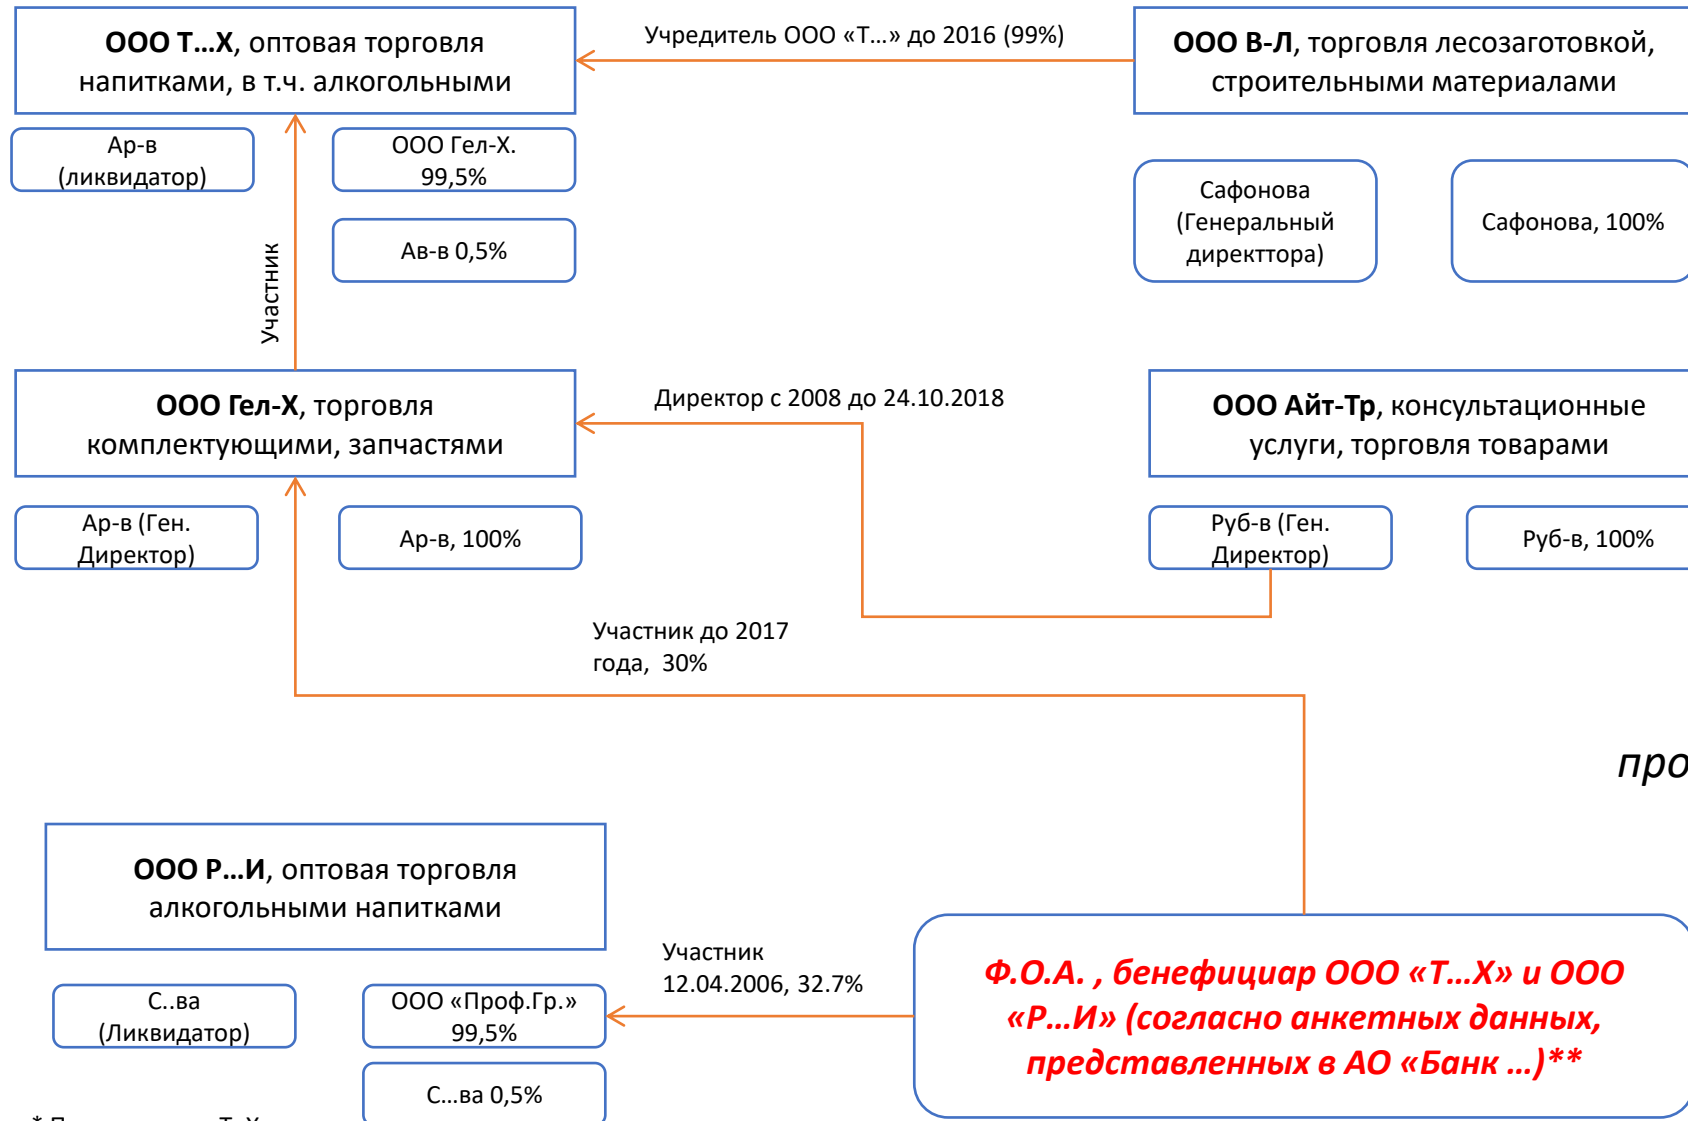 ООО Т...Х, оптовая торговля
напитками, в т.ч. алкогольными
Учредитель ООО «Т...» до 2016 (99%)
ООО В-Л, торговля лесозаготовкой,
строительными материалами
Ар-в
(ликвидатор)
ООО Гел-Х.
99,5%
Ав-в 0,5%
Сафонова
(Генеральный
директтора)
Сафонова, 100%
Участник
ООО Гел-Х, торговля
комплектующими, запчастями
Директор с 2008 до 24.10.2018
ООО Айт-Тр, консультационные
услуги, торговля товарами
Ар-в (Ген.
Директор)
Ар-в, 100%
Руб-в (Ген.
Директор)
Руб-в, 100%
Участник до 2017
года, 30%
про
ООО Р...И, оптовая торговля
алкогольными напитками
Участник
12.04.2006, 32.7%
С..ва
(Ликвидатор)
ООО «Проф.Гр.»
99,5%
С...ва 0,5%
Ф.О.А. , бенефициар ООО «Т...Х» и ООО
«Р...И» (согласно анкетных данных,
представленных в АО «Банк ...)**